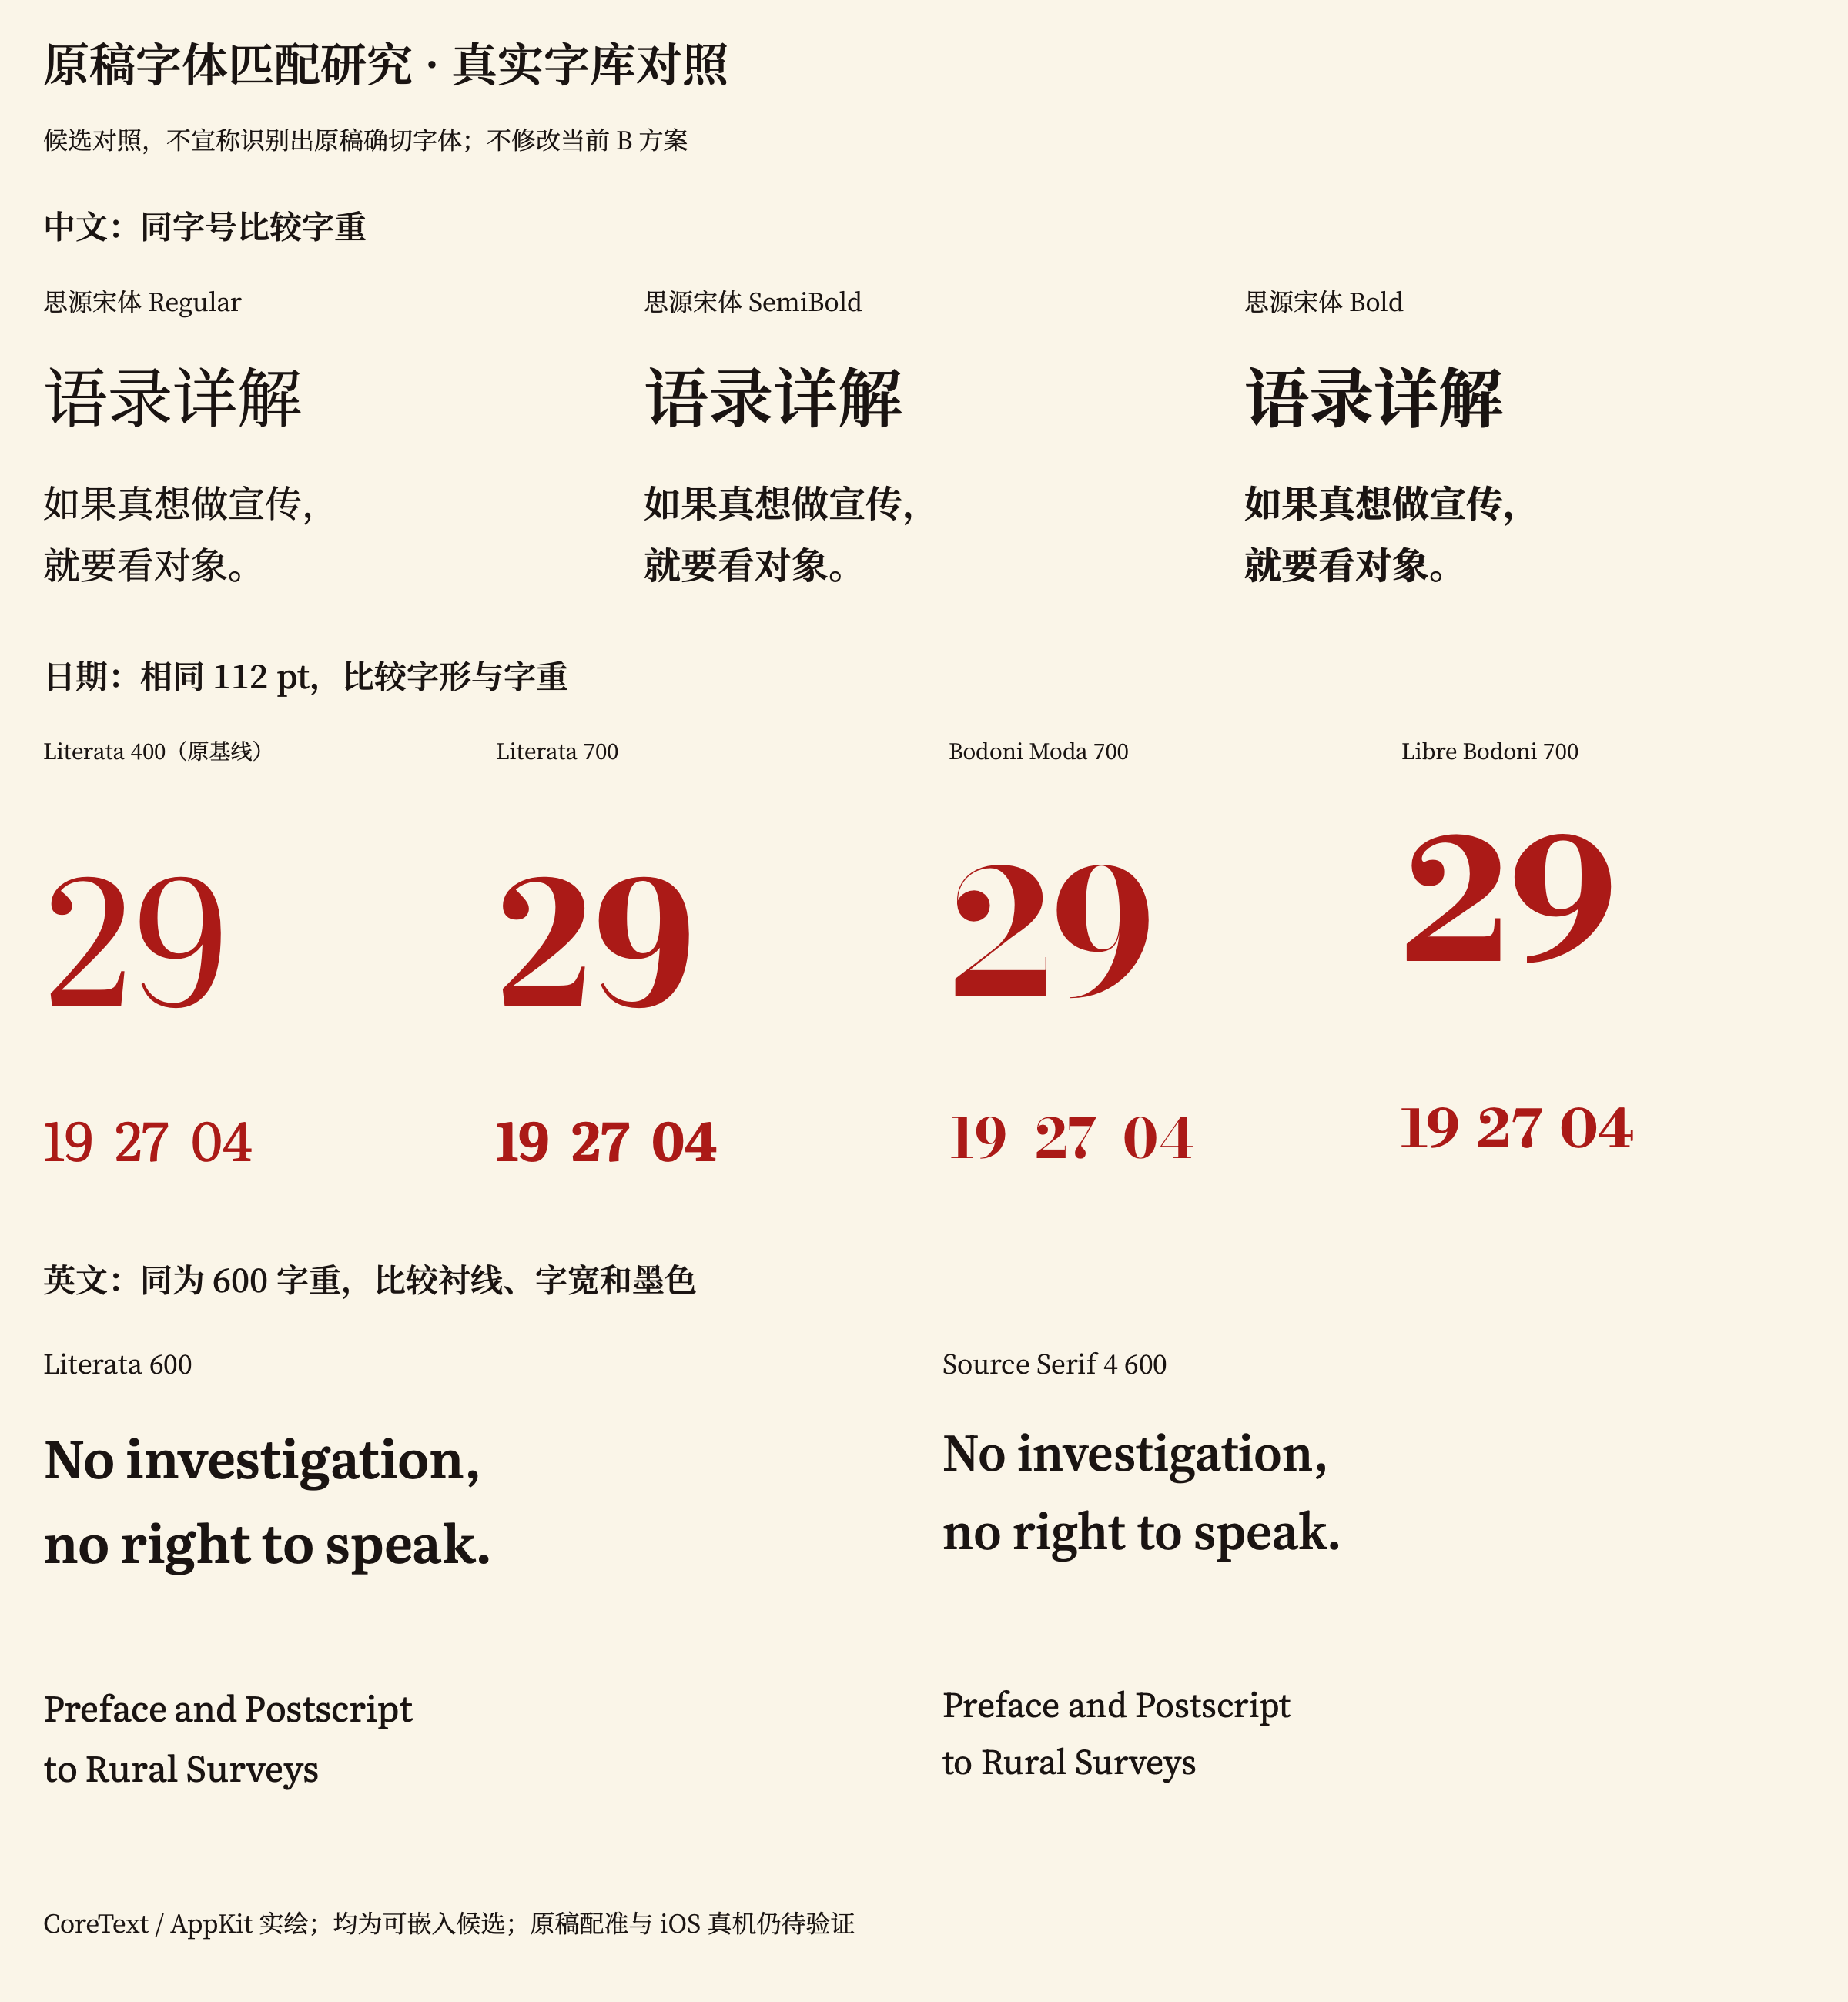 原稿字体匹配研究 · 真实字库对照
候选对照，不宣称识别出原稿确切字体；不修改当前 B 方案
中文：同字号比较字重
思源宋体 Regular
思源宋体 SemiBold
思源宋体 Bold
语录详解
语录详解
语录详解
如果真想做宣传，
就要看对象。
如果真想做宣传，
就要看对象。
如果真想做宣传，
就要看对象。
日期：相同 112 pt，比较字形与字重
Literata 400（原基线）
Literata 700
Bodoni Moda 700
Libre Bodoni 700
29
29
29
29
19 27 04
19 27 04
19 27 04
19 27 04
英文：同为 600 字重，比较衬线、字宽和墨色
Literata 600
Source Serif 4 600
No investigation,
no right to speak.
No investigation,
no right to speak.
Preface and Postscript
to Rural Surveys
Preface and Postscript
to Rural Surveys
CoreText / AppKit 实绘；均为可嵌入候选；原稿配准与 iOS 真机仍待验证